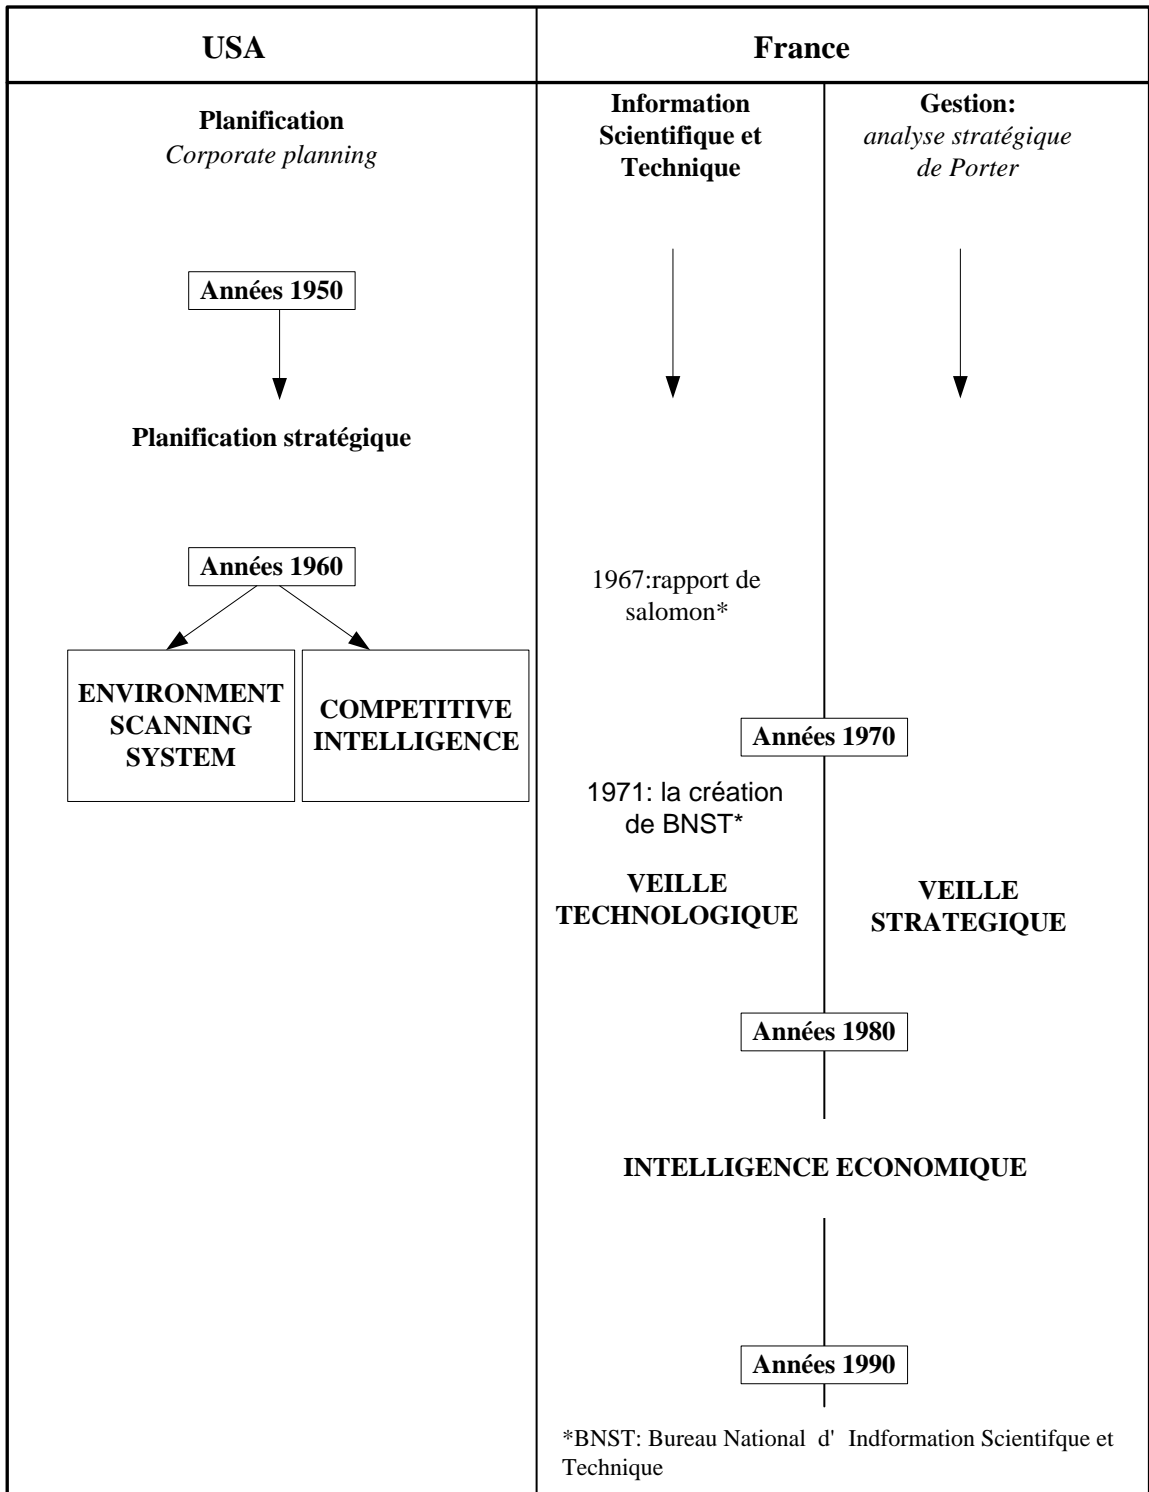 USA
France
Planification
Corporate planning
Années 1950
Planification stratégique
Années 1960
ENVIRONMENT
SCANNING
SYSTEM
COMPETITIVE
INTELLIGENCE
Information
Scientifique et
Technique
Gestion:
analyse stratégique
de Porter
1967:rapport de
salomon*
Années 1970
1971: la création
de BNST*
VEILLE
TECHNOLOGIQUE
VEILLE
STRATEGIQUE
Années 1980
INTELLIGENCE ECONOMIQUE
Années 1990
*BNST: Bureau National d' Indformation Scientifque et
Technique